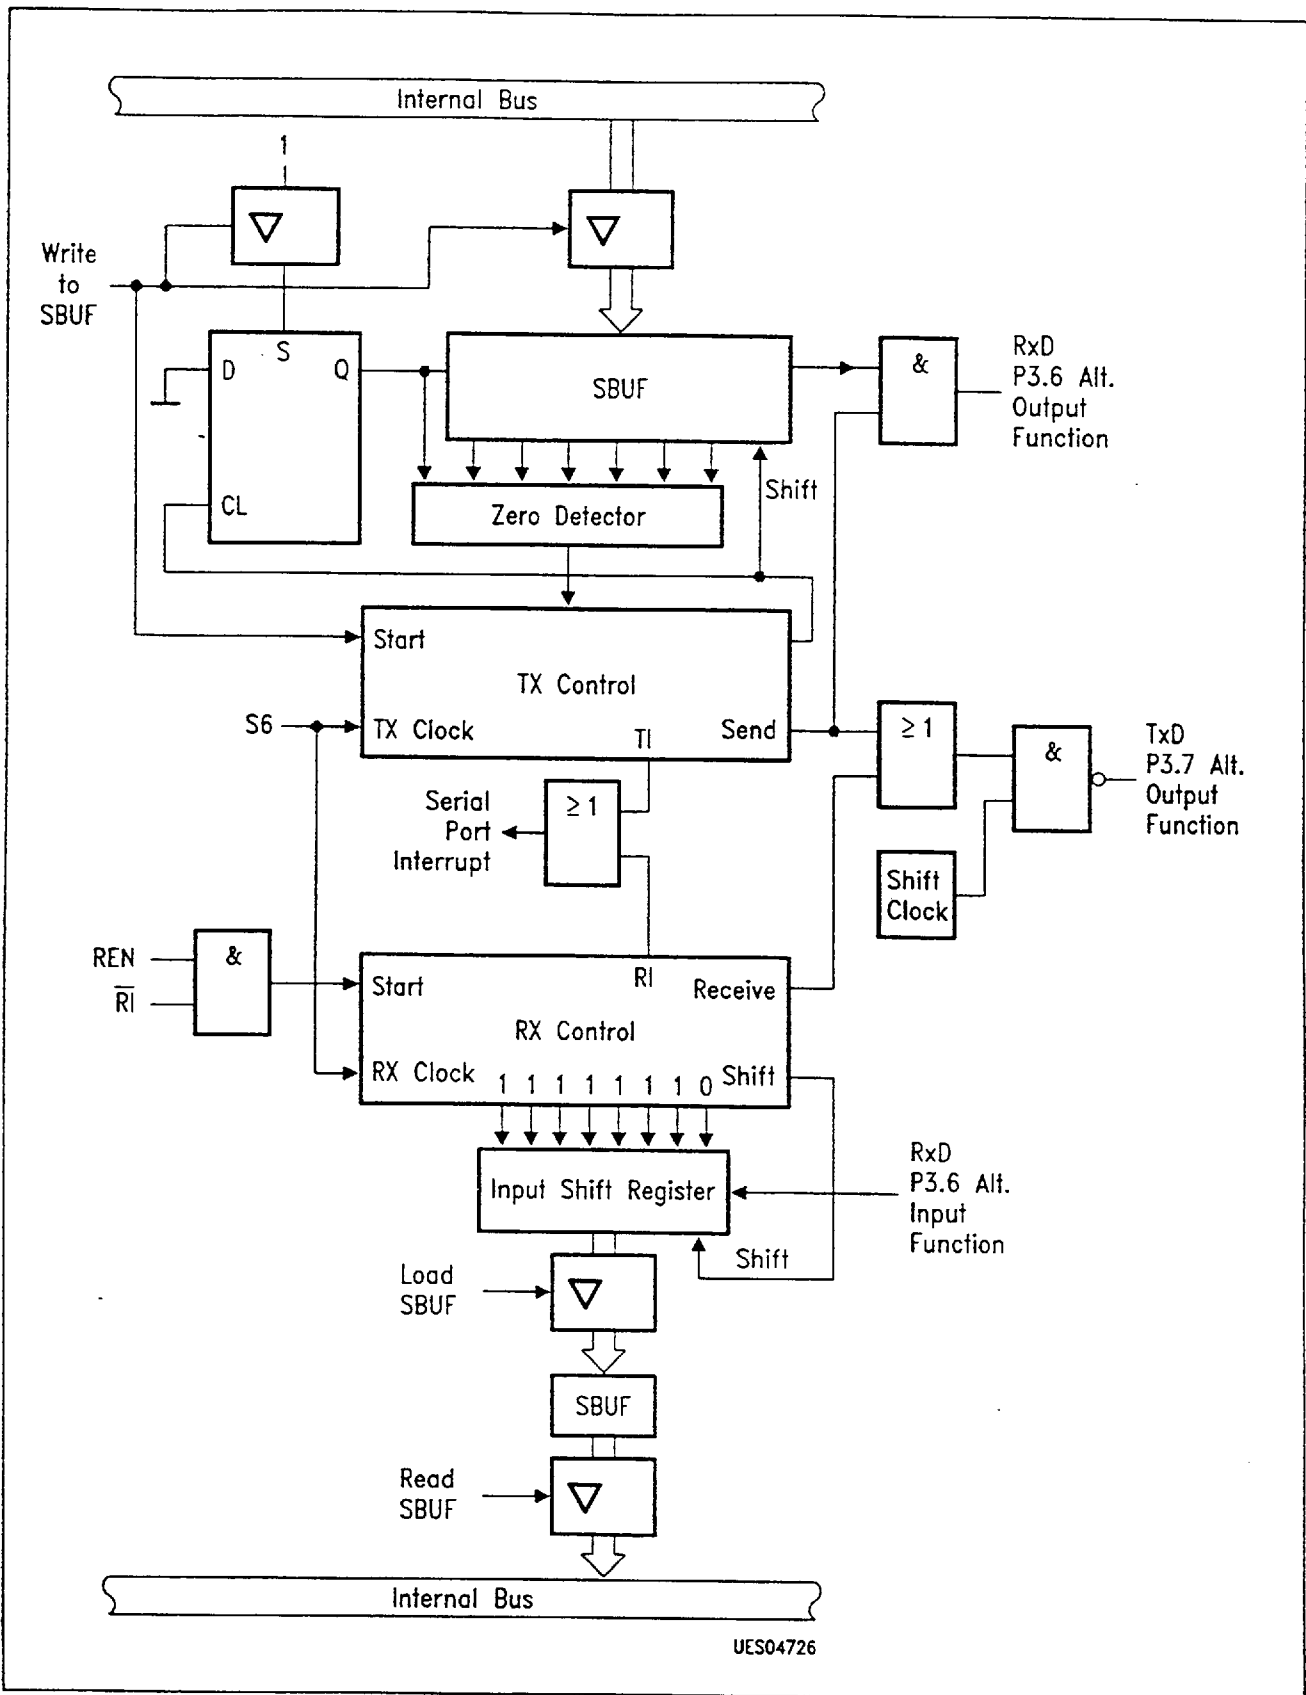 Internal Bus
1
Write
to
SBUF
S
D
Q
CL
SBUF
&
RxD
P3.6 Alt.
Output
Function
Shift
Zero Detector
Start
TX Control
S6
TX Clock
TI
Send
≥1
&
TxD
P3.7 Alt.
Output
Function
Serial
Port
Interrupt
≥1
Shift
Clock
REN
R̅I̅
&
Start
RI
Receive
RX Control
RX Clock
1 1 1 1 1 1 1 0
Shift
Input Shift Register
RxD
P3.6 Alt.
Input
Function
Shift
Load
SBUF
SBUF
Read
SBUF
Internal Bus
UES04726